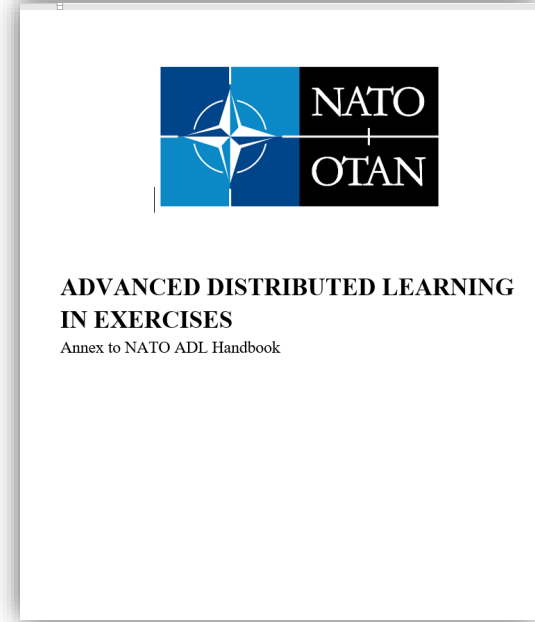 NATO
OTAN
ADVANCED DISTRIBUTED LEARNING
IN EXERCISES
Annex to NATO ADL Handbook